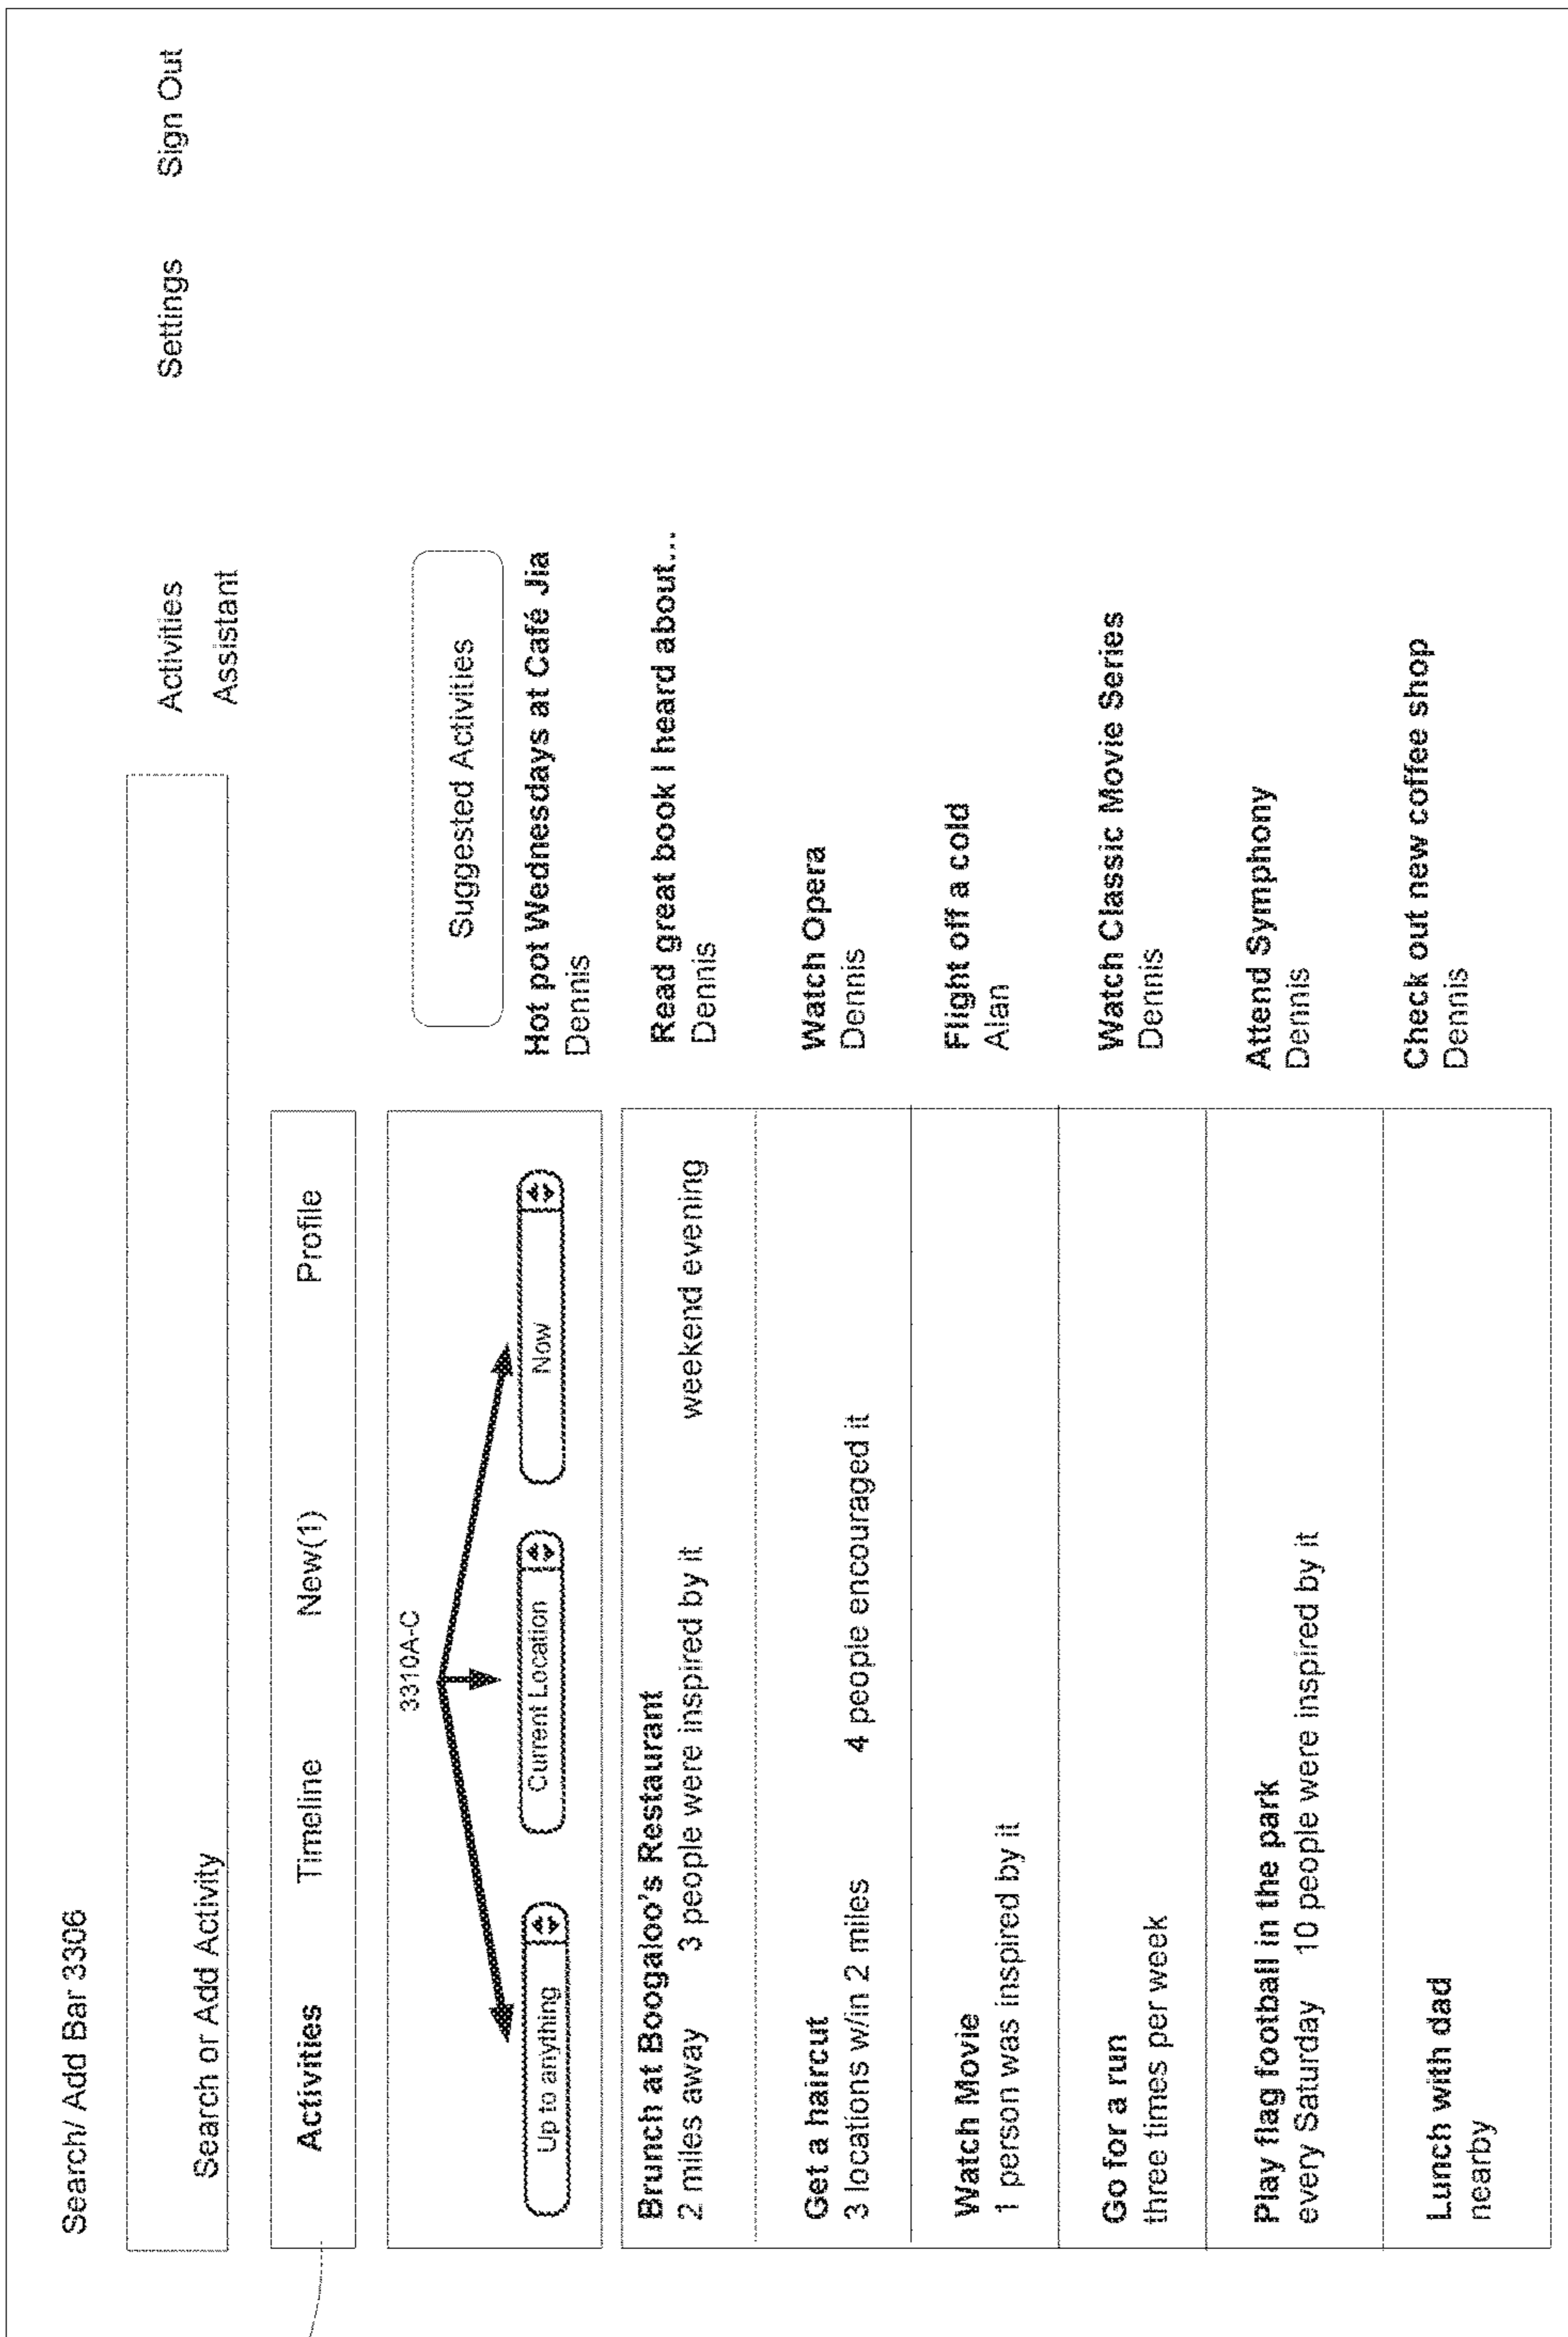 Search/ Add Bar 3306
Search or Add Activity
Activities
Assistant
Settings
Sign Out
Activities
Timeline
New(1)
Profile
3310A-C
Up to anything
Current Location
Now
Brunch at Boogaloo's Restaurant
2 miles away
3 people were inspired by it
weekend evening
Get a haircut
3 locations w/in 2 miles
4 people encouraged it
Watch Movie
1 person was inspired by it
Go for a run
three times per week
Play flag football in the park
every Saturday
10 people were inspired by it
Lunch with dad
nearby
Suggested Activities
Hot pot Wednesdays at Café Jia
Dennis
Read great book I heard about...
Dennis
Watch Opera
Dennis
Flight off a cold
Alan
Watch Classic Movie Series
Dennis
Attend Symphony
Dennis
Check out new coffee shop
Dennis